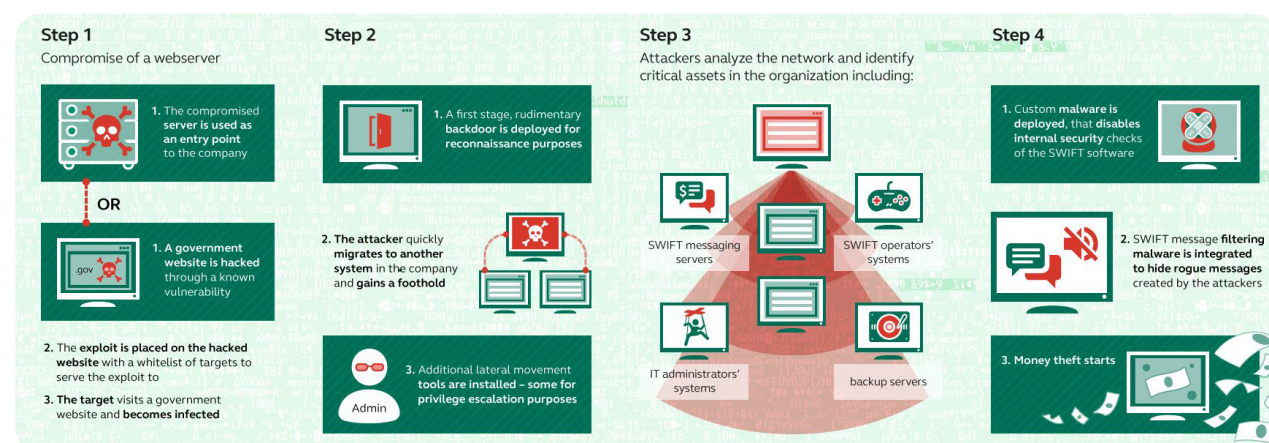 Step 1
Compromise of a webserver
1. The compromised
server is used as
an entry point
to the company
OR
.gov
1. A government
website is hacked
through a known
vulnerability
2. The exploit is placed on the hacked
website with a whitelist of targets to
serve the exploit to
3. The target visits a government
website and becomes infected
Step 2
1. A first stage, rudimentary
backdoor is deployed for
reconnaissance purposes
2. The attacker quickly
migrates to another
system in the company
and gains a foothold
Admin
3. Additional lateral movement
tools are installed – some for
privilege escalation purposes
Step 3
Attackers analyze the network and identify
critical assets in the organization including:
$
SWIFT messaging
servers
SWIFT operators'
systems
IT administrators'
systems
backup servers
Step 4
1. Custom malware is
deployed, that disables
internal security checks
of the SWIFT software
2. SWIFT message filtering
malware is integrated
to hide rogue messages
created by the attackers
3. Money theft starts